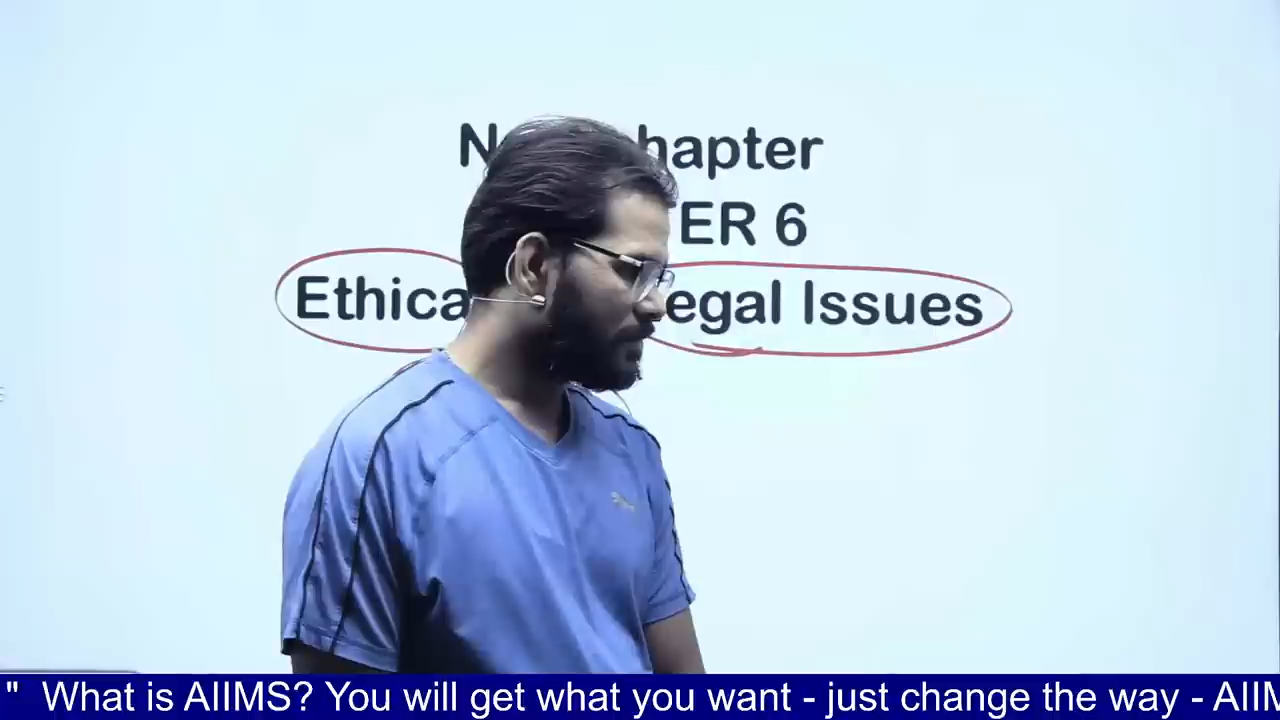 hapter
ER 6
Ethica egal Issues
" What is AIIMS? You will get what you want - just change the way - AIIM